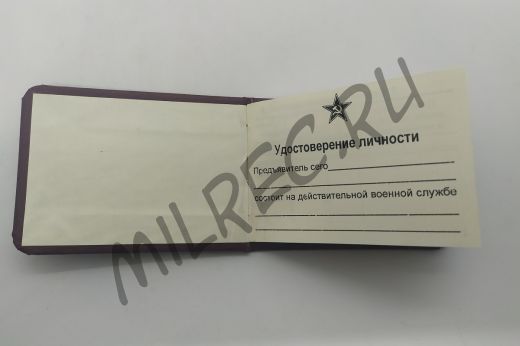 Удостоверение личности
Предъявитель сего
состоит на действительной военной службе
MILREC.RU